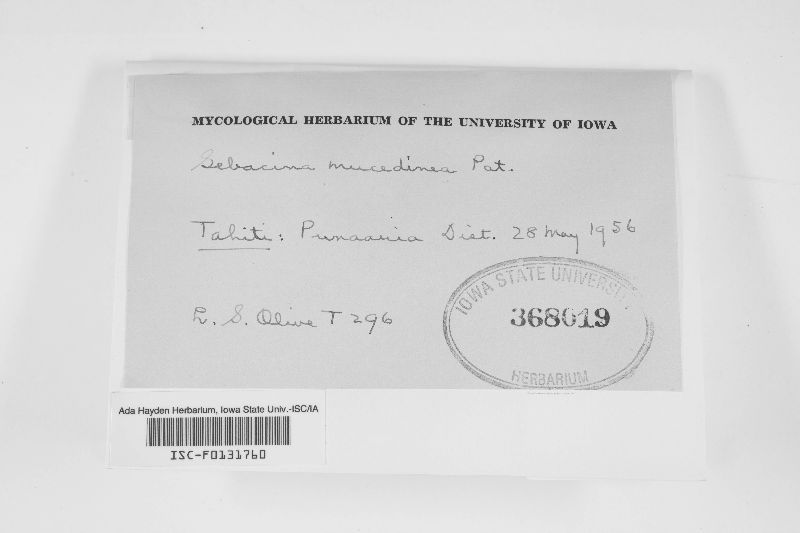 MYCOLOGICAL HERBARIUM OF THE UNIVERSITY OF IOWA
Sebacina mucedinea Pat.
Tahiti: Punaauia Dist. 28 May 1956
L. S. Olive T 296
IOWA STATE UNIVERSITY
368019
HERBARIUM
Ada Hayden Herbarium, Iowa State Univ.-ISC/IA
ISC-F0131760